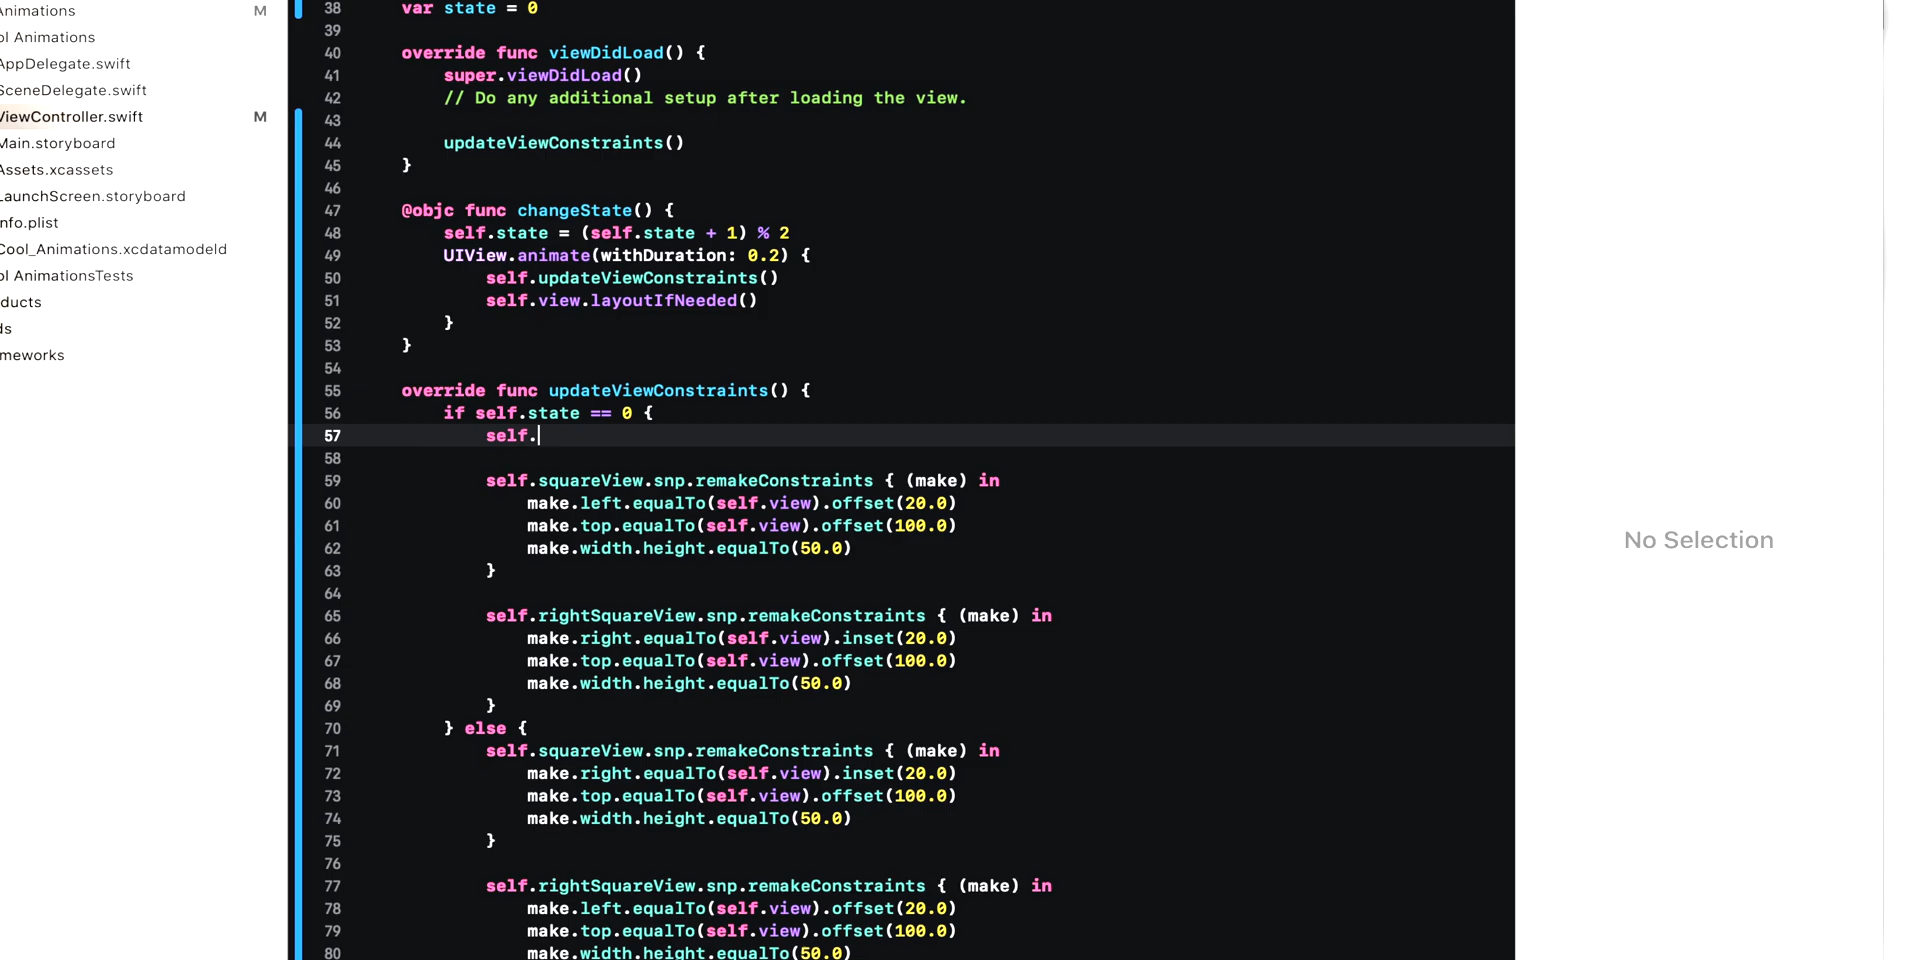 Animations M
ol Animations
AppDelegate.swift
SceneDelegate.swift
ViewController.swift M
Main.storyboard
Assets.xcassets
LaunchScreen.storyboard
nfo.plist
Cool_Animations.xcdatamodeld
ol AnimationsTests
ducts
ds
meworks
38 var state = 0
39
40 override func viewDidLoad() {
41 super.viewDidLoad()
42 // Do any additional setup after loading the view.
43
44 updateViewConstraints()
45 }
46
47 @objc func changeState() {
48 self.state = (self.state + 1) % 2
49 UIView.animate(withDuration: 0.2) {
50 self.updateViewConstraints()
51 self.view.layoutIfNeeded()
52 }
53 }
54
55 override func updateViewConstraints() {
56 if self.state == 0 {
57 self.
58
59 self.squareView.snp.remakeConstraints { (make) in
60 make.left.equalTo(self.view).offset(20.0)
61 make.top.equalTo(self.view).offset(100.0)
62 make.width.height.equalTo(50.0)
63 }
64
65 self.rightSquareView.snp.remakeConstraints { (make) in
66 make.right.equalTo(self.view).inset(20.0)
67 make.top.equalTo(self.view).offset(100.0)
68 make.width.height.equalTo(50.0)
69 }
70 } else {
71 self.squareView.snp.remakeConstraints { (make) in
72 make.right.equalTo(self.view).inset(20.0)
73 make.top.equalTo(self.view).offset(100.0)
74 make.width.height.equalTo(50.0)
75 }
76
77 self.rightSquareView.snp.remakeConstraints { (make) in
78 make.left.equalTo(self.view).offset(20.0)
79 make.top.equalTo(self.view).offset(100.0)
80 make.width.height.equalTo(50.0)
No Selection